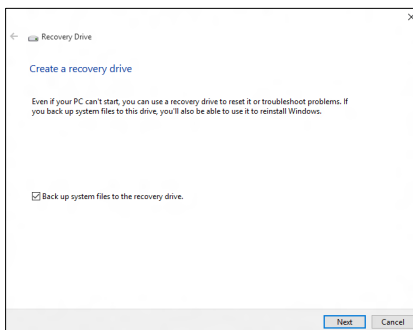 Recovery Drive
Create a recovery drive
Even if your PC can't start, you can use a recovery drive to reset it or troubleshoot problems. If
you back up system files to this drive, you'll also be able to use it to reinstall Windows.
Back up system files to the recovery drive.
Next Cancel